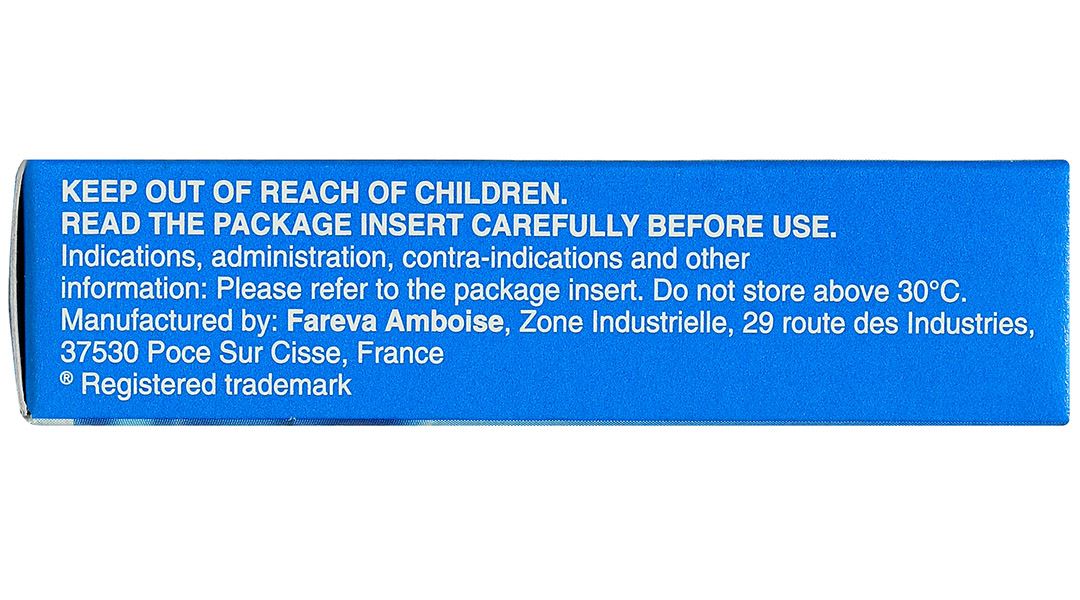 KEEP OUT OF REACH OF CHILDREN.
READ THE PACKAGE INSERT CAREFULLY BEFORE USE.
Indications, administration, contra-indications and other
information: Please refer to the package insert. Do not store above 30°C.
Manufactured by: Fareva Amboise, Zone Industrielle, 29 route des Industries,
37530 Poce Sur Cisse, France
® Registered trademark